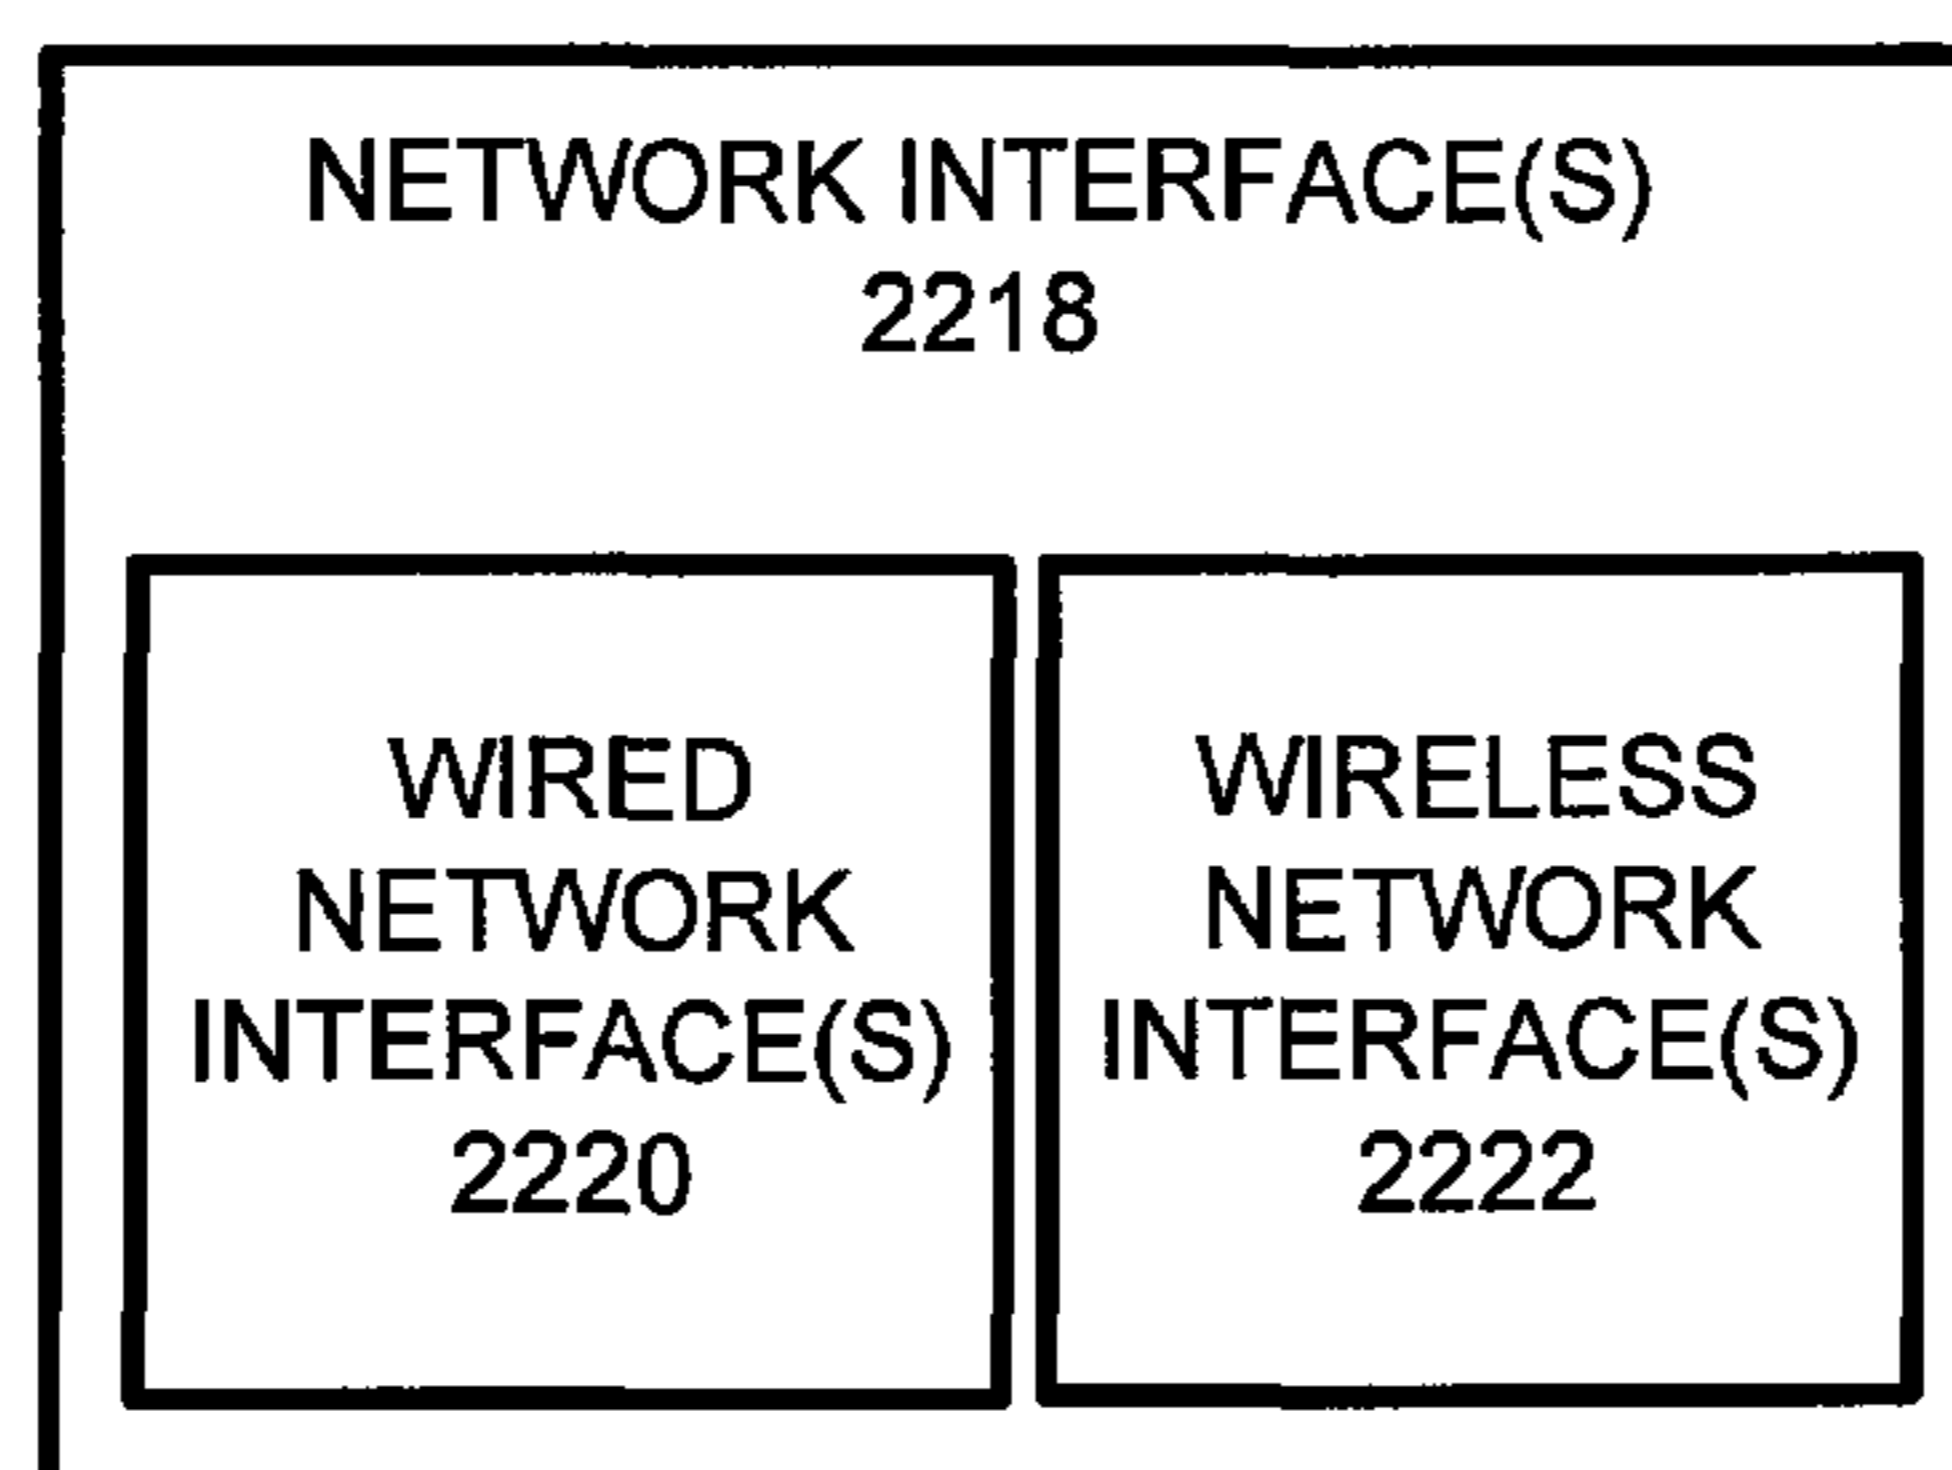 NETWORK INTERFACE(S)
2218
WIRED
NETWORK
INTERFACE(S)
2220
WIRELESS
NETWORK
INTERFACE(S)
2222